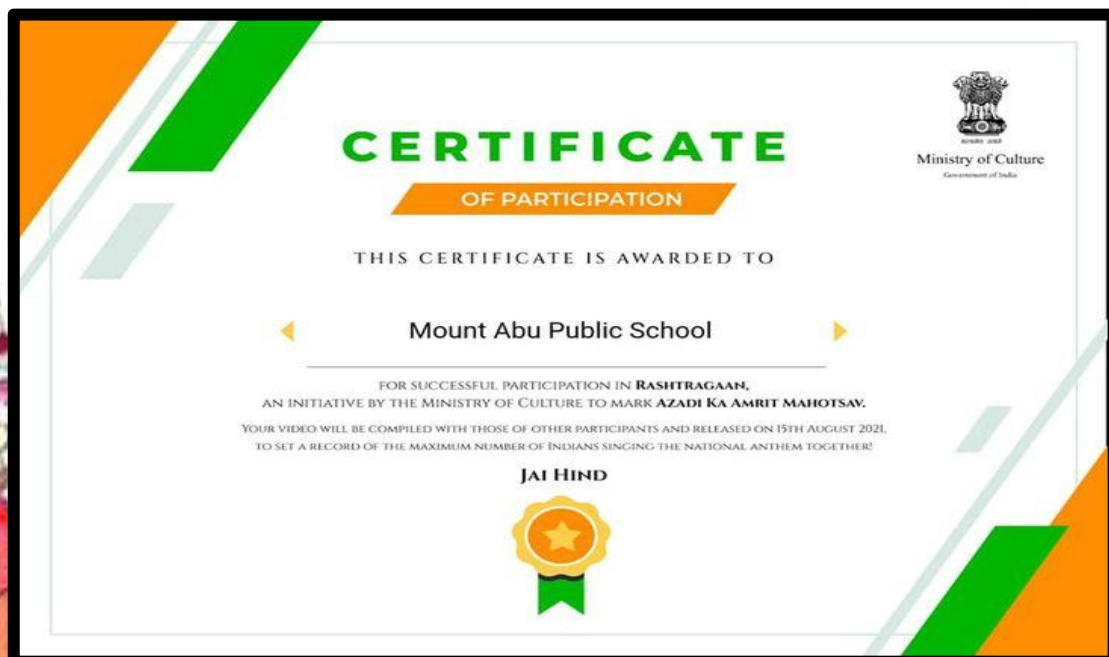 CERTIFICATE
OF PARTICIPATION
Ministry of Culture
Government of India
THIS CERTIFICATE IS AWARDED TO
Mount Abu Public School
FOR SUCCESSFUL PARTICIPATION IN RASHTRAGAAN,
AN INITIATIVE BY THE MINISTRY OF CULTURE TO MARK AZADI KA AMRIT MAHOTSAV.
YOUR VIDEO WILL BE COMPILED WITH THOSE OF OTHER PARTICIPANTS AND RELEASED ON 15TH AUGUST 2021,
TO SET A RECORD OF THE MAXIMUM NUMBER OF INDIANS SINGING THE NATIONAL ANTHEM TOGETHER!
JAI HIND